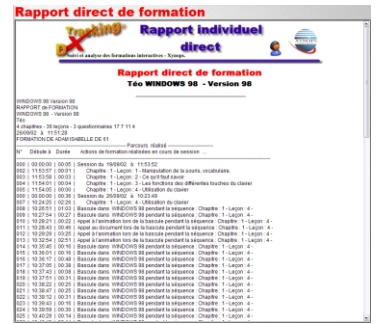 Rapport direct de formation
Tracking
DX
Rapport individuel
direct
Suivi et analyse des formations interactives - Xynops.
Rapport direct de formation
Téo WINDOWS 98 - Version 98
WINDOWS 98 Version 98
RAPPORT de FORMATION
WINDOWS 98 - Version 98
Téo
4 chapitres - 38 leçons - 3 questionnaires 17 7 11 4
26/09/02 à 11:51:28
FORMATION DE ADAM ISABELLE DE 61
Parcours réalisé
N° Débute à Durée Actions de formation réalisées en cours de session ...
000 | 00:00:00 | 00:05 | Session du 19/09/02 à 11:53:52
002 | 11:53:57 | 00:01 | Chapitre : 1 - Leçon : 1 - Manipulation de la souris, vocabulaire.
003 | 11:53:58 | 00:03 | Chapitre : 1 - Leçon : 2 - Ce qu'il faut savoir
004 | 11:54:01 | 00:04 | Chapitre : 1 - Leçon : 3 - Les fonctions des différentes touches du clavier
005 | 11:54:05 | 00:00 | Chapitre : 1 - Leçon : 4 - Utilisation du clavier
000 | 00:00:00 | 00:36 | Session du 26/09/02 à 10:23:49
007 | 10:24:25 | 02:26 | Chapitre : 1 - Leçon : 4 - Utilisation du clavier
008 | 10:26:51 | 01:03 | Bascule dans WINDOWS 98 pendant la séquence : Chapitre : 1 - Leçon : 4 -
009 | 10:27:54 | 00:27 | Bascule dans WINDOWS 98 pendant la séquence : Chapitre : 1 - Leçon : 4 -
010 | 10:28:21 | 00:22 | Appel à l'animation lors de la bascule pendant la séquence : Chapitre : 1 - Leçon : 4 -
011 | 10:28:43 | 00:46 | Appel au document lors de la bascule pendant la séquence : Chapitre : 1 - Leçon : 4 -
012 | 10:29:29 | 03:25 | Appel à l'animation lors de la bascule pendant la séquence : Chapitre : 1 - Leçon : 4 -
013 | 10:32:54 | 02:51 | Appel à l'animation lors de la bascule pendant la séquence : Chapitre : 1 - Leçon : 4 -
014 | 10:35:45 | 00:16 | Bascule dans WINDOWS 98 pendant la séquence : Chapitre : 1 - Leçon : 4 -
015 | 10:36:01 | 00:16 | Bascule dans WINDOWS 98 pendant la séquence : Chapitre : 1 - Leçon : 4 -
016 | 10:36:17 | 00:48 | Bascule dans WINDOWS 98 pendant la séquence : Chapitre : 1 - Leçon : 4 -
017 | 10:37:05 | 00:38 | Bascule dans WINDOWS 98 pendant la séquence : Chapitre : 1 - Leçon : 4 -
018 | 10:37:43 | 00:08 | Bascule dans WINDOWS 98 pendant la séquence : Chapitre : 1 - Leçon : 4 -
019 | 10:37:51 | 00:31 | Bascule dans WINDOWS 98 pendant la séquence : Chapitre : 1 - Leçon : 4 -
020 | 10:38:22 | 00:25 | Bascule dans WINDOWS 98 pendant la séquence : Chapitre : 1 - Leçon : 4 -
021 | 10:38:47 | 00:25 | Bascule dans WINDOWS 98 pendant la séquence : Chapitre : 1 - Leçon : 4 -
022 | 10:39:12 | 00:31 | Bascule dans WINDOWS 98 pendant la séquence : Chapitre : 1 - Leçon : 4 -
023 | 10:39:43 | 00:16 | Bascule dans WINDOWS 98 pendant la séquence : Chapitre : 1 - Leçon : 4 -
024 | 10:39:59 | 00:30 | Bascule dans WINDOWS 98 pendant la séquence : Chapitre : 1 - Leçon : 4 -
025 | 10:40:29 | 00:14 | Bascule dans WINDOWS 98 pendant la séquence : Chapitre : 1 - Leçon : 4 -